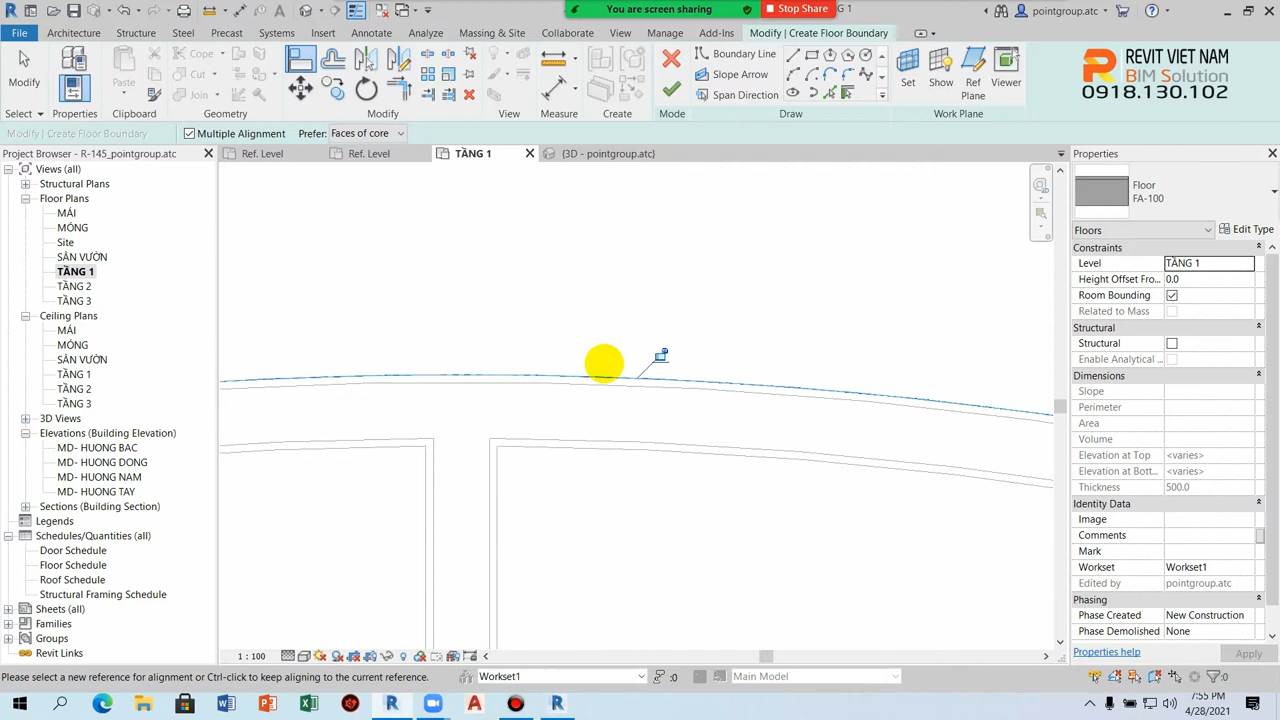 You are screen sharing
Stop Share
1
pointgroup.atc
File
Architecture
Structure
Steel
Precast
Systems
Insert
Annotate
Analyze
Massing & Site
Collaborate
View
Manage
Add-Ins
Modify | Create Floor Boundary
Modify
Paste
Cope
Cut
Join
Boundary Line
Slope Arrow
Span Direction
Set
Show
Ref
Plane
Viewer
REVIT VIET NAM
BIM Solution
0918.130.102
Select
Properties
Clipboard
Geometry
Modify
View
Measure
Create
Mode
Draw
Work Plane
Modify | Create Floor Boundary
Multiple Alignment
Prefer:
Faces of core
Project Browser - R-145_pointgroup.atc
Ref. Level
Ref. Level
TẦNG 1
{3D - pointgroup.atc}
Properties
Views (all)
Structural Plans
Floor Plans
MÁI
MÓNG
Site
SÂN VƯỜN
TẦNG 1
TẦNG 2
TẦNG 3
Ceiling Plans
MÁI
MÓNG
SÂN VƯỜN
TẦNG 1
TẦNG 2
TẦNG 3
3D Views
Elevations (Building Elevation)
MD- HUONG BAC
MD- HUONG DONG
MD- HUONG NAM
MD- HUONG TAY
Sections (Building Section)
Legends
Schedules/Quantities (all)
Door Schedule
Floor Schedule
Roof Schedule
Structural Framing Schedule
Sheets (all)
Families
Groups
Revit Links
Floor
FA-100
Floors
Edit Type
Constraints
Level TẦNG 1
Height Offset Fro... 0.0
Room Bounding
Related to Mass
Structural
Structural
Enable Analytical ...
Dimensions
Slope
Perimeter
Area
Volume
Elevation at Top <varies>
Elevation at Bott... <varies>
Thickness 500.0
Identity Data
Image
Comments
Mark
Workset Workset1
Edited by pointgroup.atc
Phasing
Phase Created New Construction
Phase Demolished None
Properties help
Apply
1 : 100
Please select a new reference for alignment or Ctrl-click to keep aligning to the current reference.
Workset1
:0
Main Model
:0
7:55 PM
4/28/2021